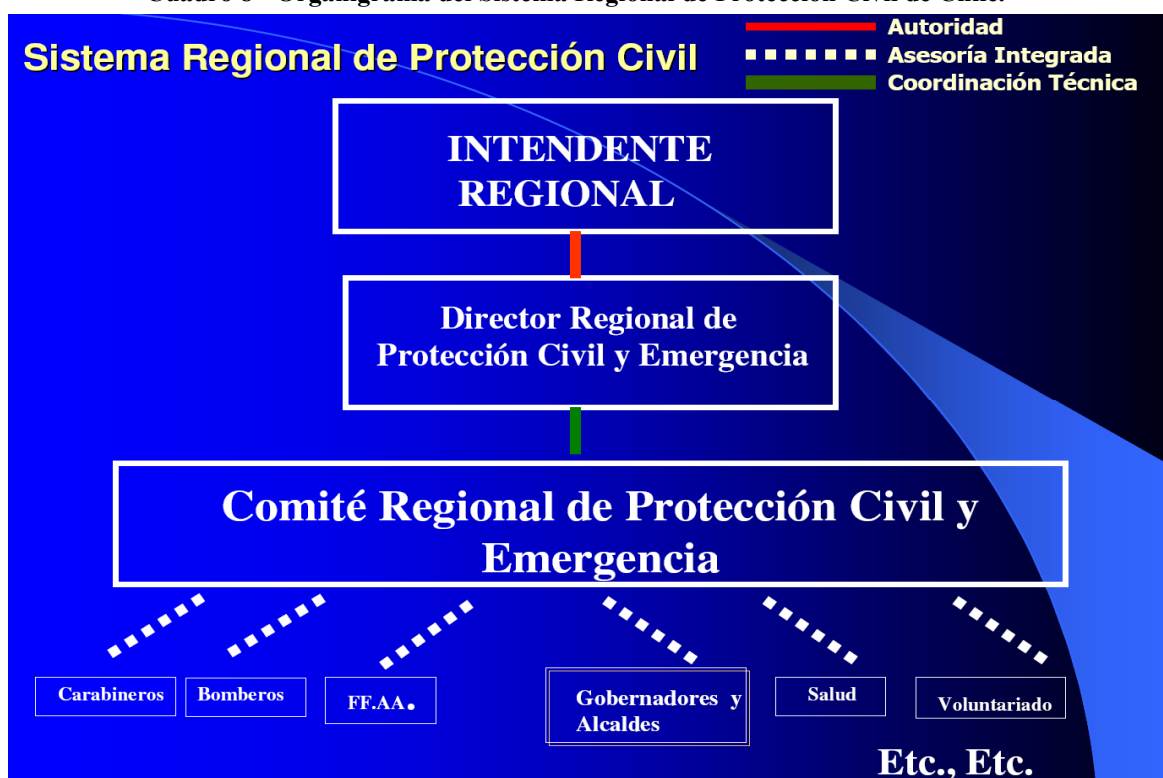 Sistema Regional de Protección Civil
Autoridad
Asesoría Integrada
Coordinación Técnica
INTENDENTE
REGIONAL
Director Regional de
Protección Civil y Emergencia
Comité Regional de Protección Civil y
Emergencia
Carabineros
Bomberos
FF.AA.
Gobernadores y
Alcaldes
Salud
Voluntariado
Etc., Etc.